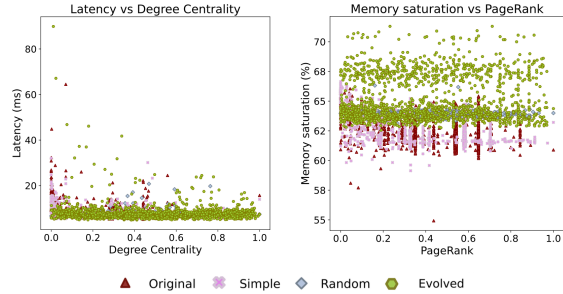 Latency vs Degree Centrality
Latency (ms)
80
60
40
20
0.0 0.2 0.4 0.6 0.8 1.0
Degree Centrality
Memory saturation vs PageRank
Memory saturation (%)
70
68
65
62
60
58
55
0.0 0.2 0.4 0.6 0.8 1.0
PageRank
Original Simple Random Evolved